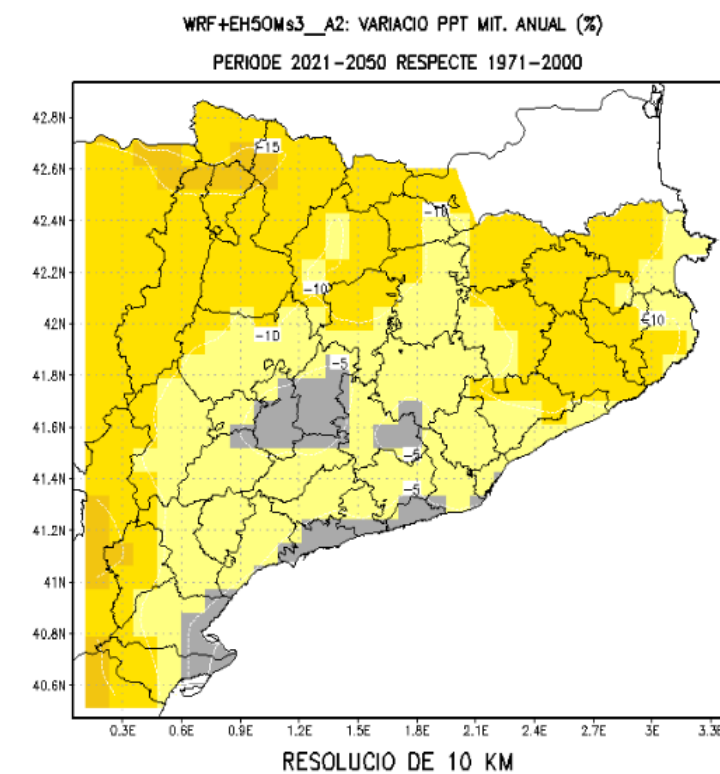 WRF+EH5OMs3__A2: VARIACIO PPT MIT. ANUAL (%)
PERIODE 2021-2050 RESPECTE 1971-2000
42.8N
42.6N
42.4N
42.2N
42N
41.8N
41.6N
41.4N
41.2N
41N
40.8N
40.6N
-15
-10
-10
-10
-10
-5
-5
-5
0.3E 0.6E 0.9E 1.2E 1.5E 1.8E 2.1E 2.4E 2.7E 3E 3.3E
RESOLUCIO DE 10 KM